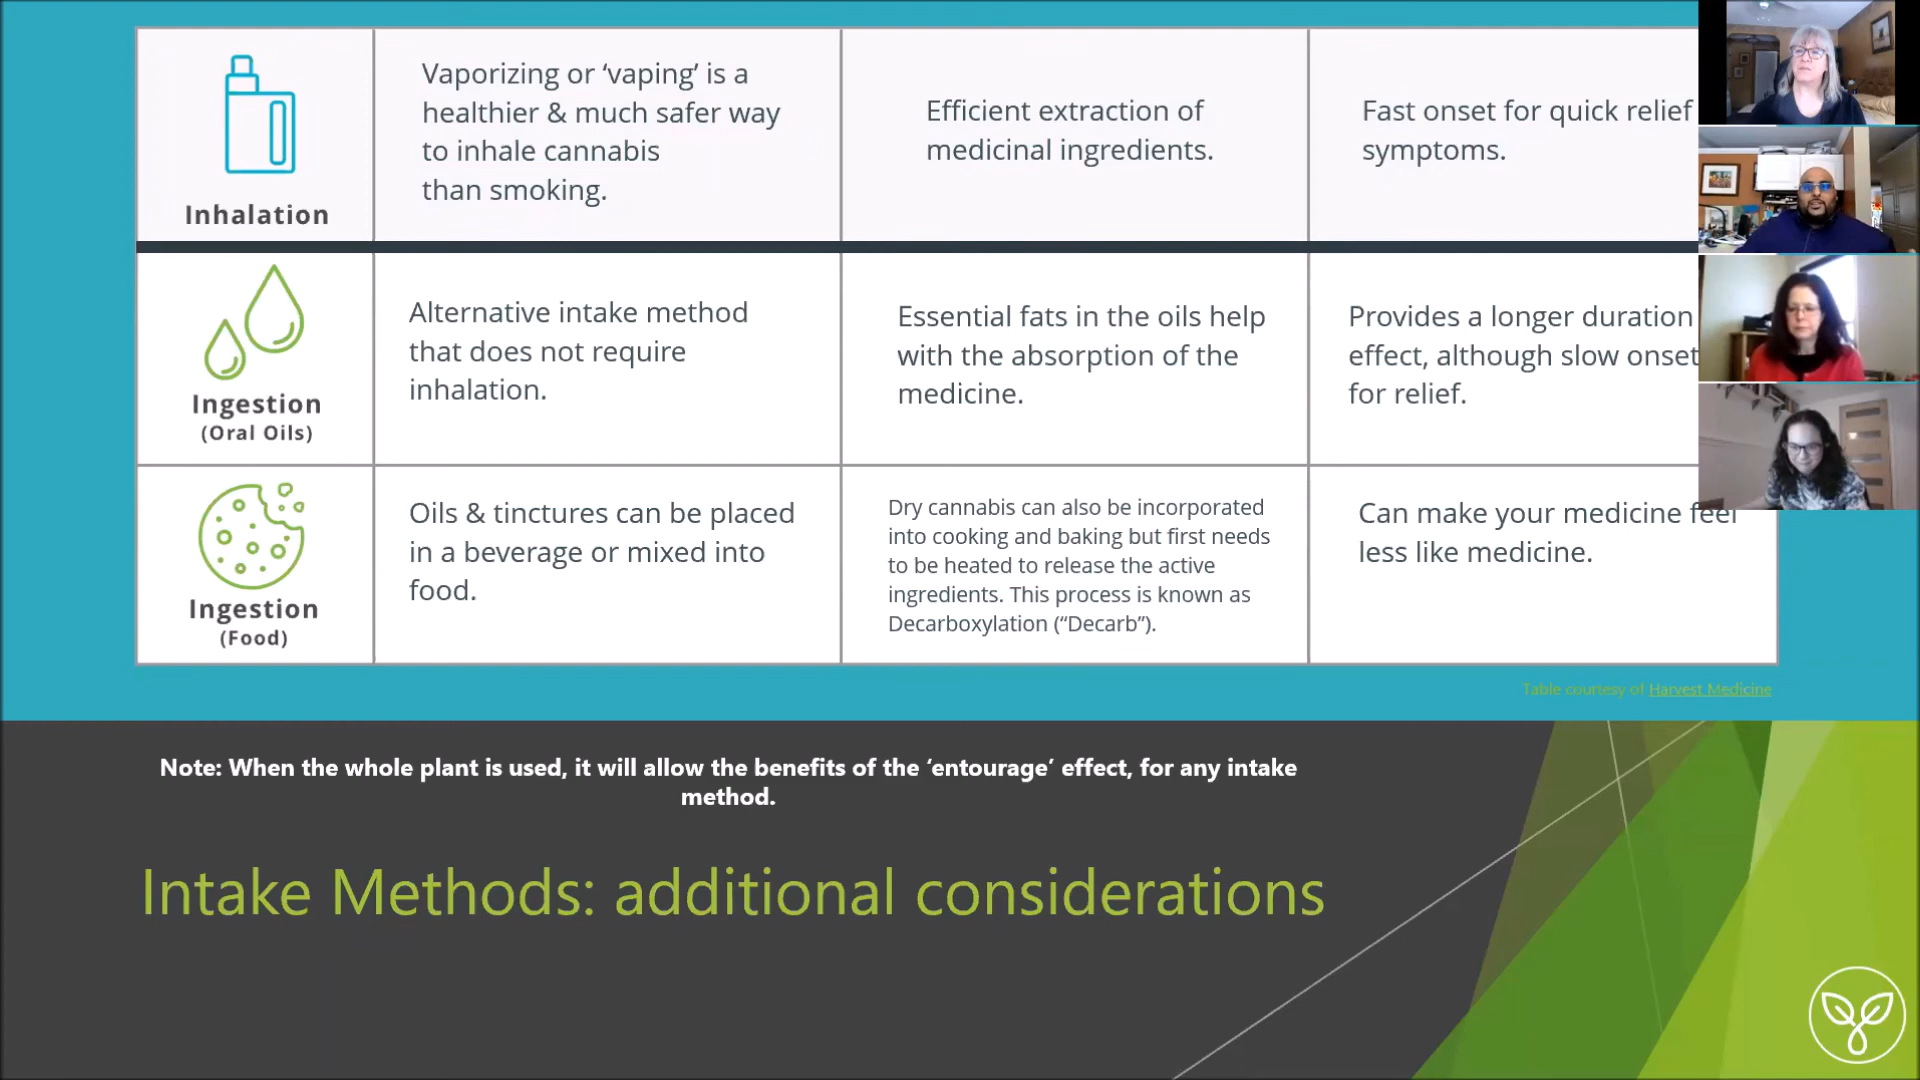 Inhalation
Vaporizing or ‘vaping’ is a
healthier & much safer way
to inhale cannabis
than smoking.
Efficient extraction of
medicinal ingredients.
Fast onset for quick relief
symptoms.
Ingestion
(Oral Oils)
Alternative intake method
that does not require
inhalation.
Essential fats in the oils help
with the absorption of the
medicine.
Provides a longer duration
effect, although slow onset
for relief.
Ingestion
(Food)
Oils & tinctures can be placed
in a beverage or mixed into
food.
Dry cannabis can also be incorporated
into cooking and baking but first needs
to be heated to release the active
ingredients. This process is known as
Decarboxylation (“Decarb”).
Can make your medicine feel
less like medicine.
Table courtesy of Harvest Medicine
Note: When the whole plant is used, it will allow the benefits of the ‘entourage’ effect, for any intake
method.
Intake Methods: additional considerations